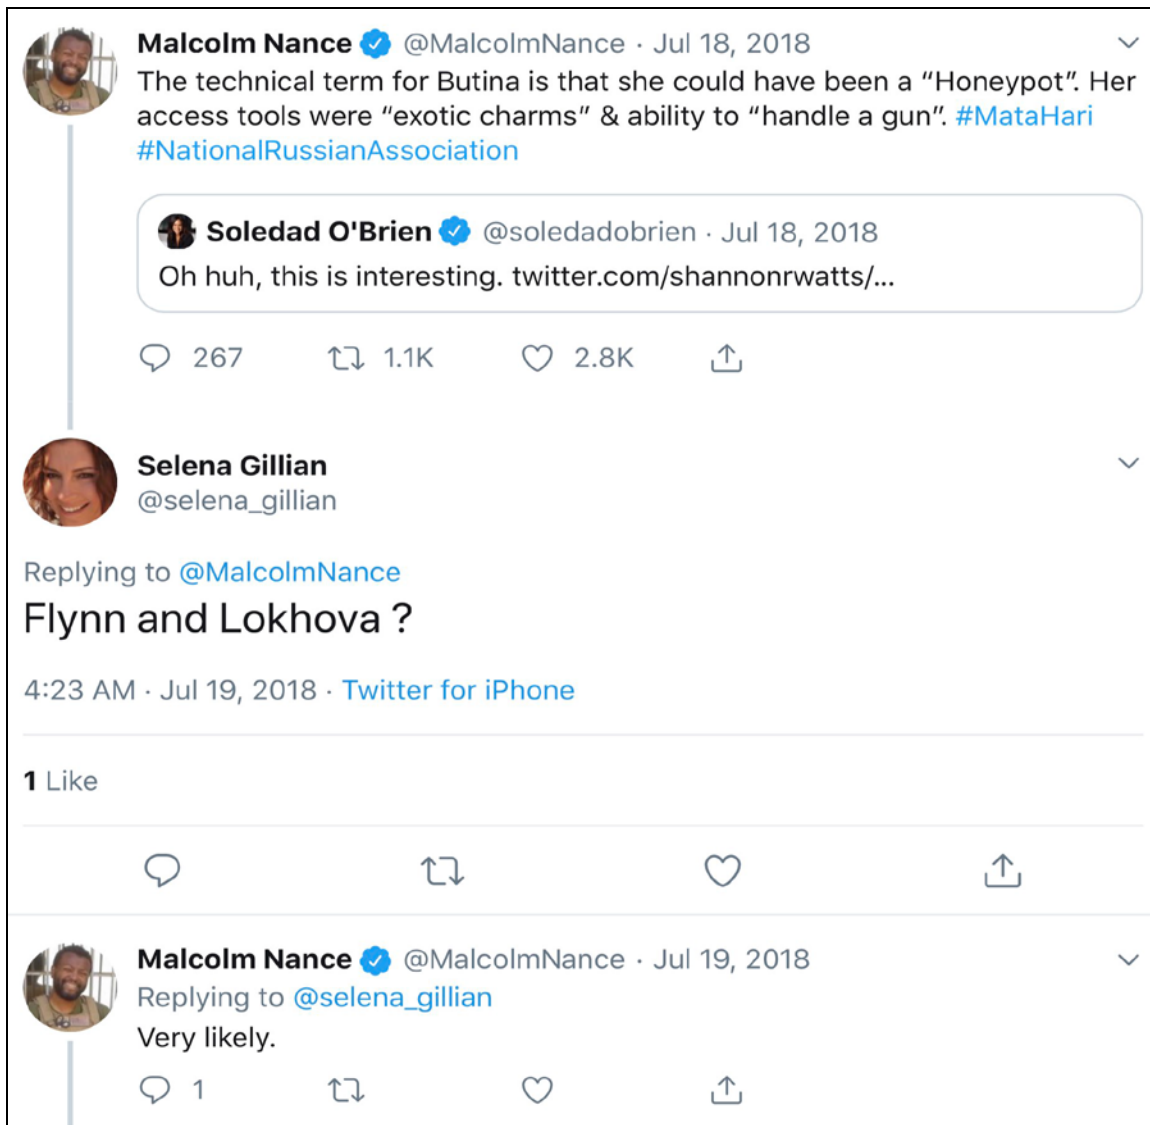 Malcolm Nance @MalcolmNance · Jul 18, 2018
The technical term for Butina is that she could have been a “Honeypot”. Her
access tools were “exotic charms” & ability to “handle a gun”. #MataHari
#NationalRussianAssociation
Soledad O'Brien @soledadobrien · Jul 18, 2018
Oh huh, this is interesting. twitter.com/shannonrwatts/...
267 1.1K 2.8K
Selena Gillian
@selena_gillian
Replying to @MalcolmNance
Flynn and Lokhova ?
4:23 AM · Jul 19, 2018 · Twitter for iPhone
1 Like
Malcolm Nance @MalcolmNance · Jul 19, 2018
Replying to @selena_gillian
Very likely.
1